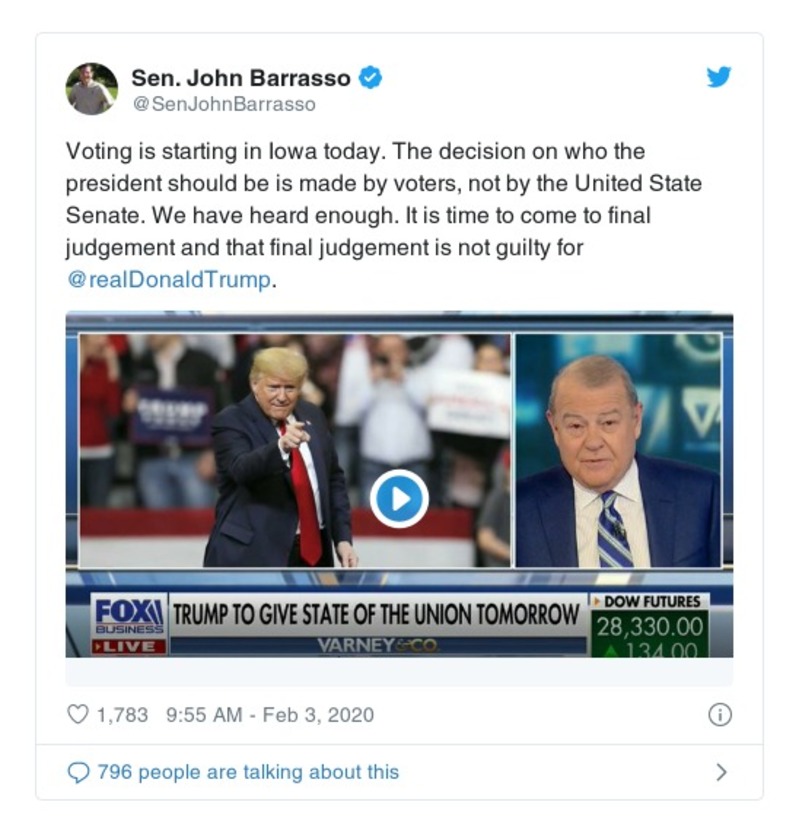 Sen. John Barrasso
@SenJohnBarrasso
Voting is starting in Iowa today. The decision on who the
president should be is made by voters, not by the United State
Senate. We have heard enough. It is time to come to final
judgement and that final judgement is not guilty for
@realDonaldTrump.
TRUMP
FOX
BUSINESS
LIVE
TRUMP TO GIVE STATE OF THE UNION TOMORROW
VARNEY & CO.
DOW FUTURES
28,330.00
134.00
1,783 9:55 AM - Feb 3, 2020
796 people are talking about this